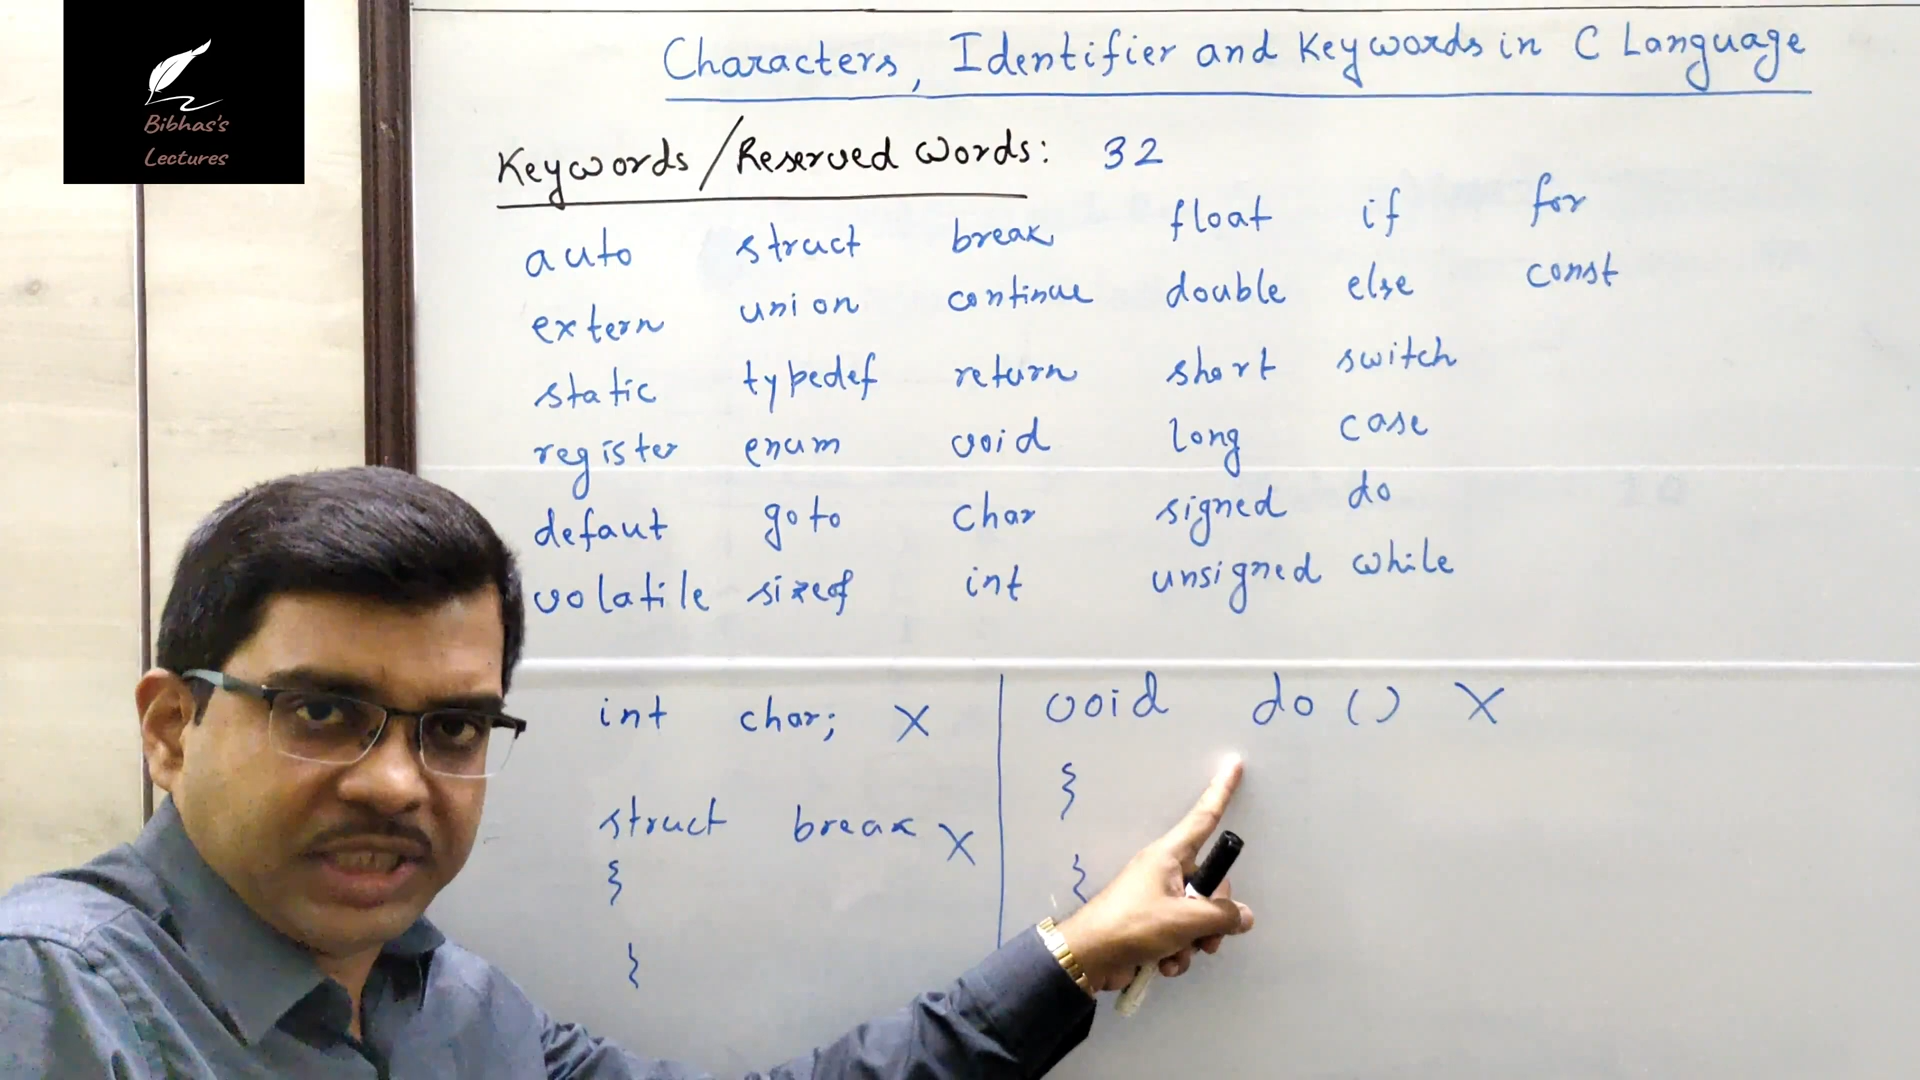 Bibhas's
Lectures
Characters, Identifier and Keywords in C Language
Keywords/Reserved Words: 32
auto struct break float if for
extern union continue double else const
static typedef return short switch
register enum void long case
defaut goto char signed do
volatile sizeof int unsigned while
int char; X
struct break X
{
}
void do () X
{
}